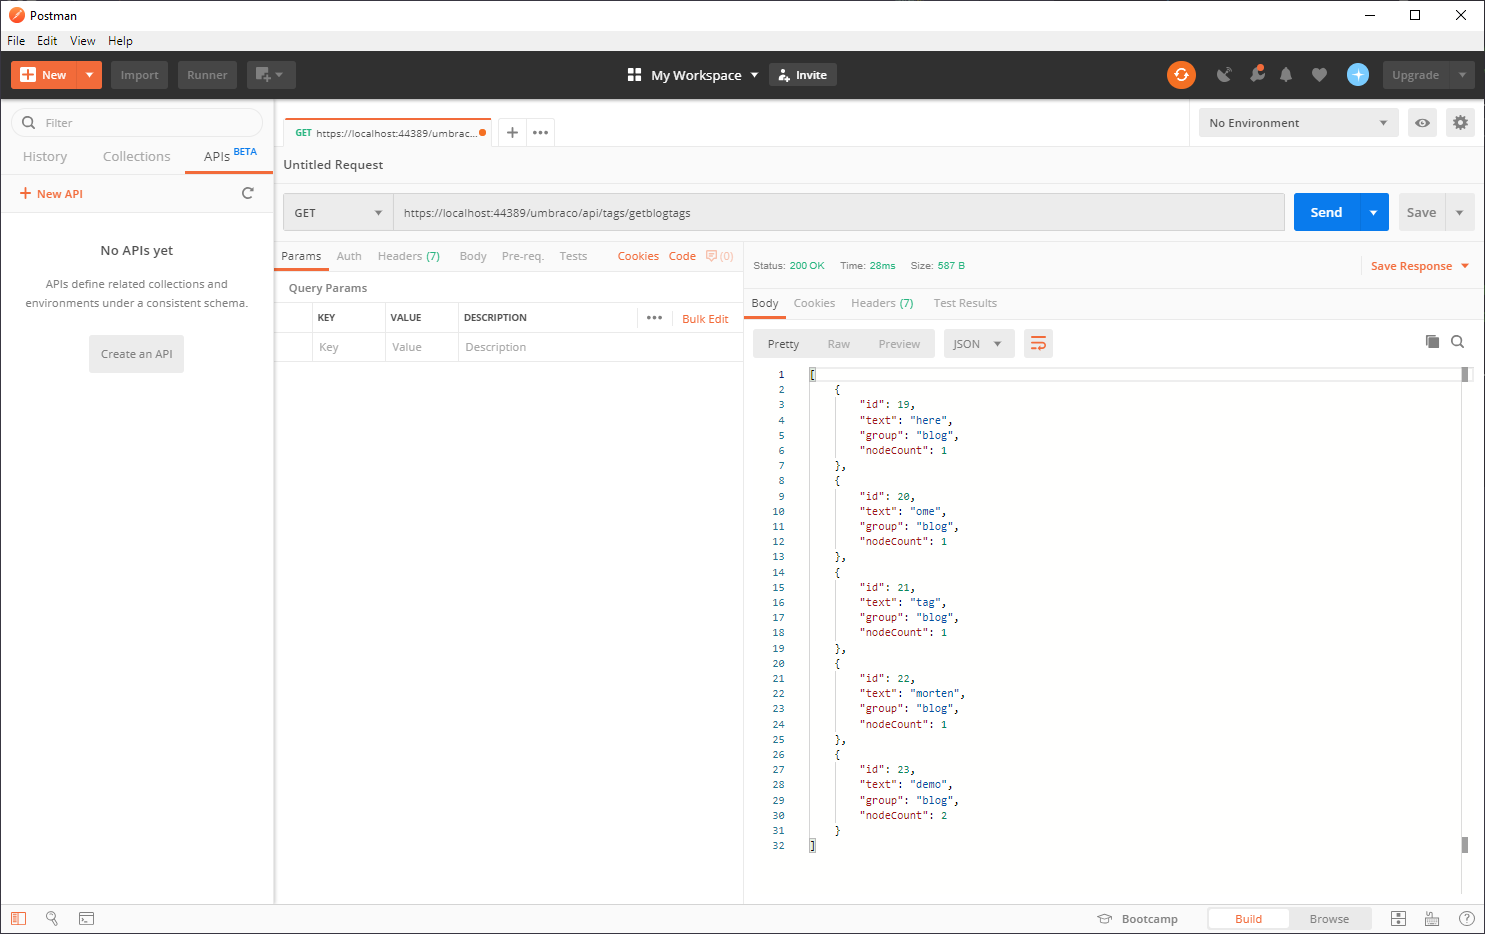 Postman
File Edit View Help
New Import Runner My Workspace Invite Upgrade
Filter
History Collections APIs BETA
New API
No APIs yet
APIs define related collections and
environments under a consistent schema.
Create an API
GET https://localhost:44389/umbrac...
No Environment
Untitled Request
GET https://localhost:44389/umbraco/api/tags/getblogtags Send Save
Params Auth Headers (7) Body Pre-req. Tests Cookies Code (0)
Query Params
KEY VALUE DESCRIPTION Bulk Edit
Key Value Description
Status: 200 OK Time: 28ms Size: 587 B Save Response
Body Cookies Headers (7) Test Results
Pretty Raw Preview JSON
1 [
2 {
3 "id": 19,
4 "text": "here",
5 "group": "blog",
6 "nodeCount": 1
7 },
8 {
9 "id": 20,
10 "text": "ome",
11 "group": "blog",
12 "nodeCount": 1
13 },
14 {
15 "id": 21,
16 "text": "tag",
17 "group": "blog",
18 "nodeCount": 1
19 },
20 {
21 "id": 22,
22 "text": "morten",
23 "group": "blog",
24 "nodeCount": 1
25 },
26 {
27 "id": 23,
28 "text": "demo",
29 "group": "blog",
30 "nodeCount": 2
31 }
32 ]
Bootcamp Build Browse